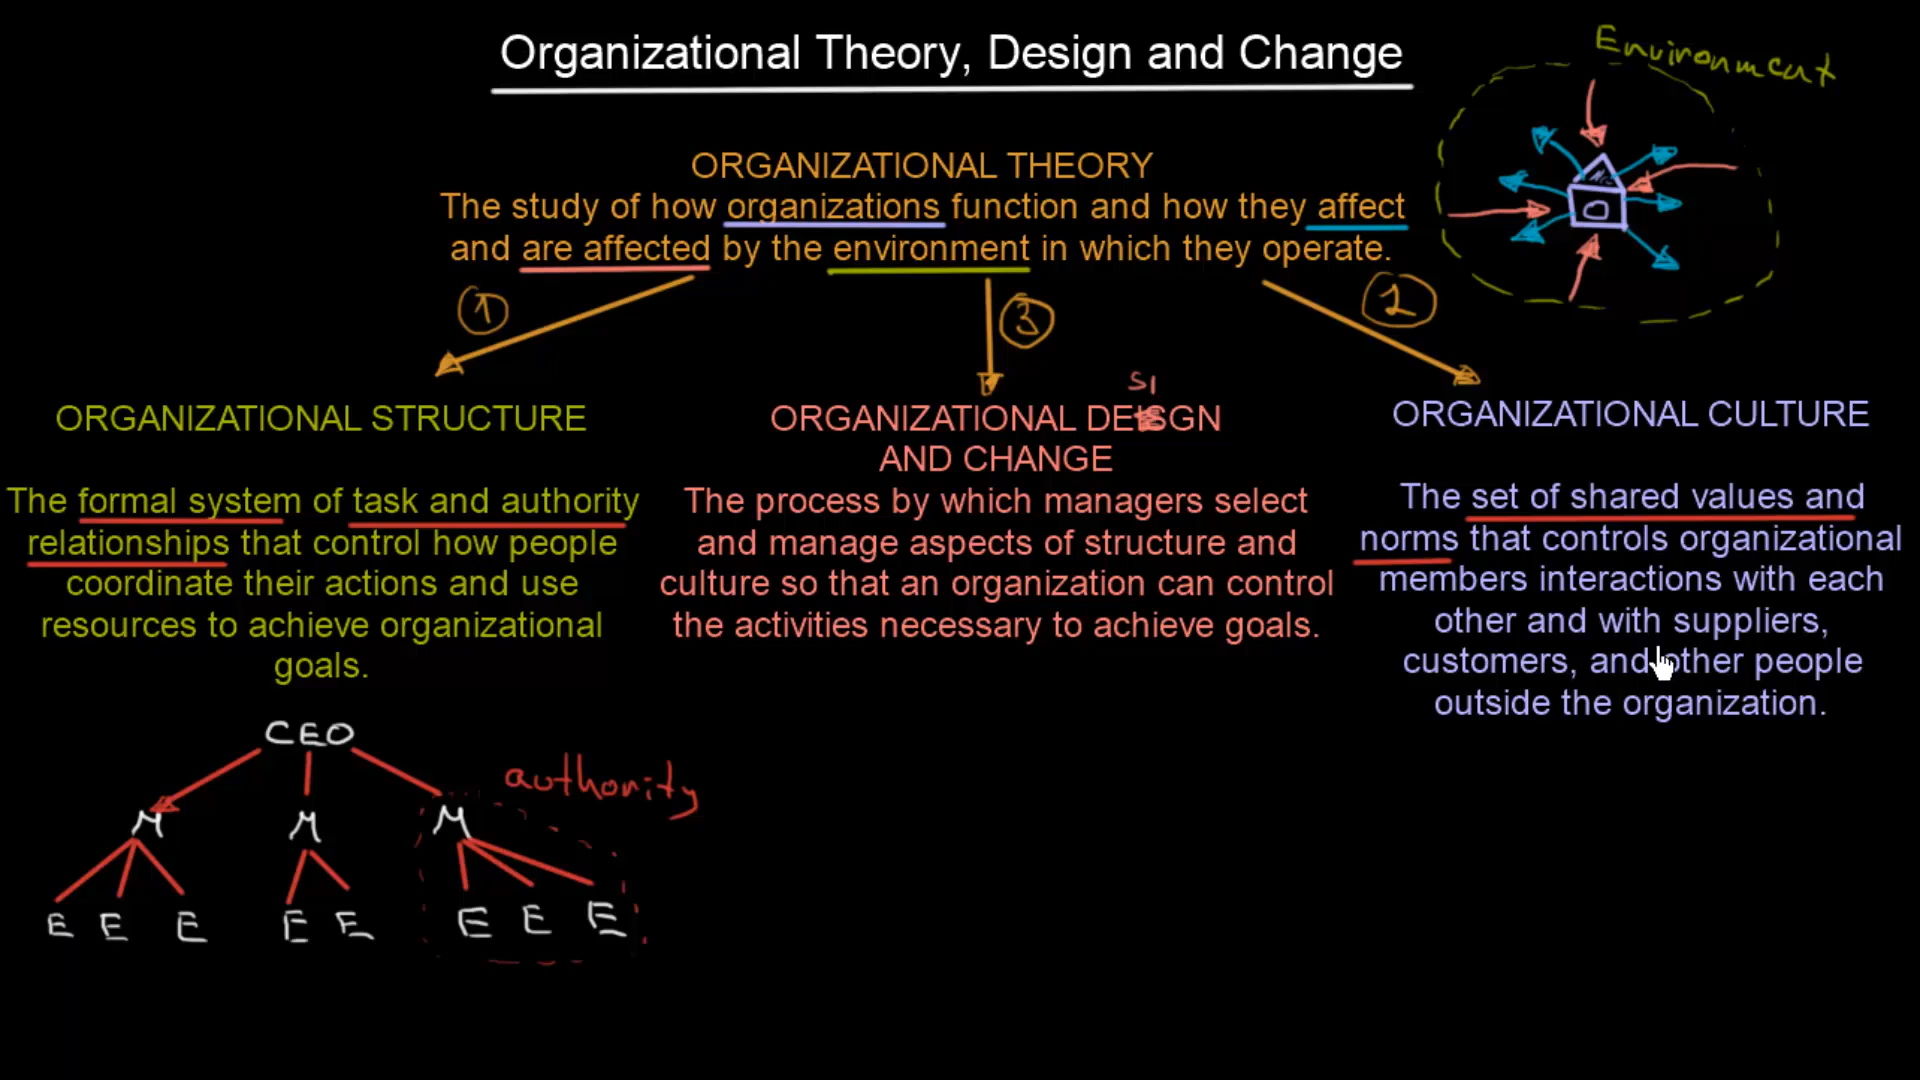 Organizational Theory, Design and Change
Environment
ORGANIZATIONAL THEORY
The study of how organizations function and how they affect
and are affected by the environment in which they operate.
1
3
2
ORGANIZATIONAL STRUCTURE
The formal system of task and authority
relationships that control how people
coordinate their actions and use
resources to achieve organizational
goals.
SI
ORGANIZATIONAL DEISGN
AND CHANGE
The process by which managers select
and manage aspects of structure and
culture so that an organization can control
the activities necessary to achieve goals.
ORGANIZATIONAL CULTURE
The set of shared values and
norms that controls organizational
members interactions with each
other and with suppliers,
customers, and other people
outside the organization.
CEO
authority
M M M
E E E E E E E E